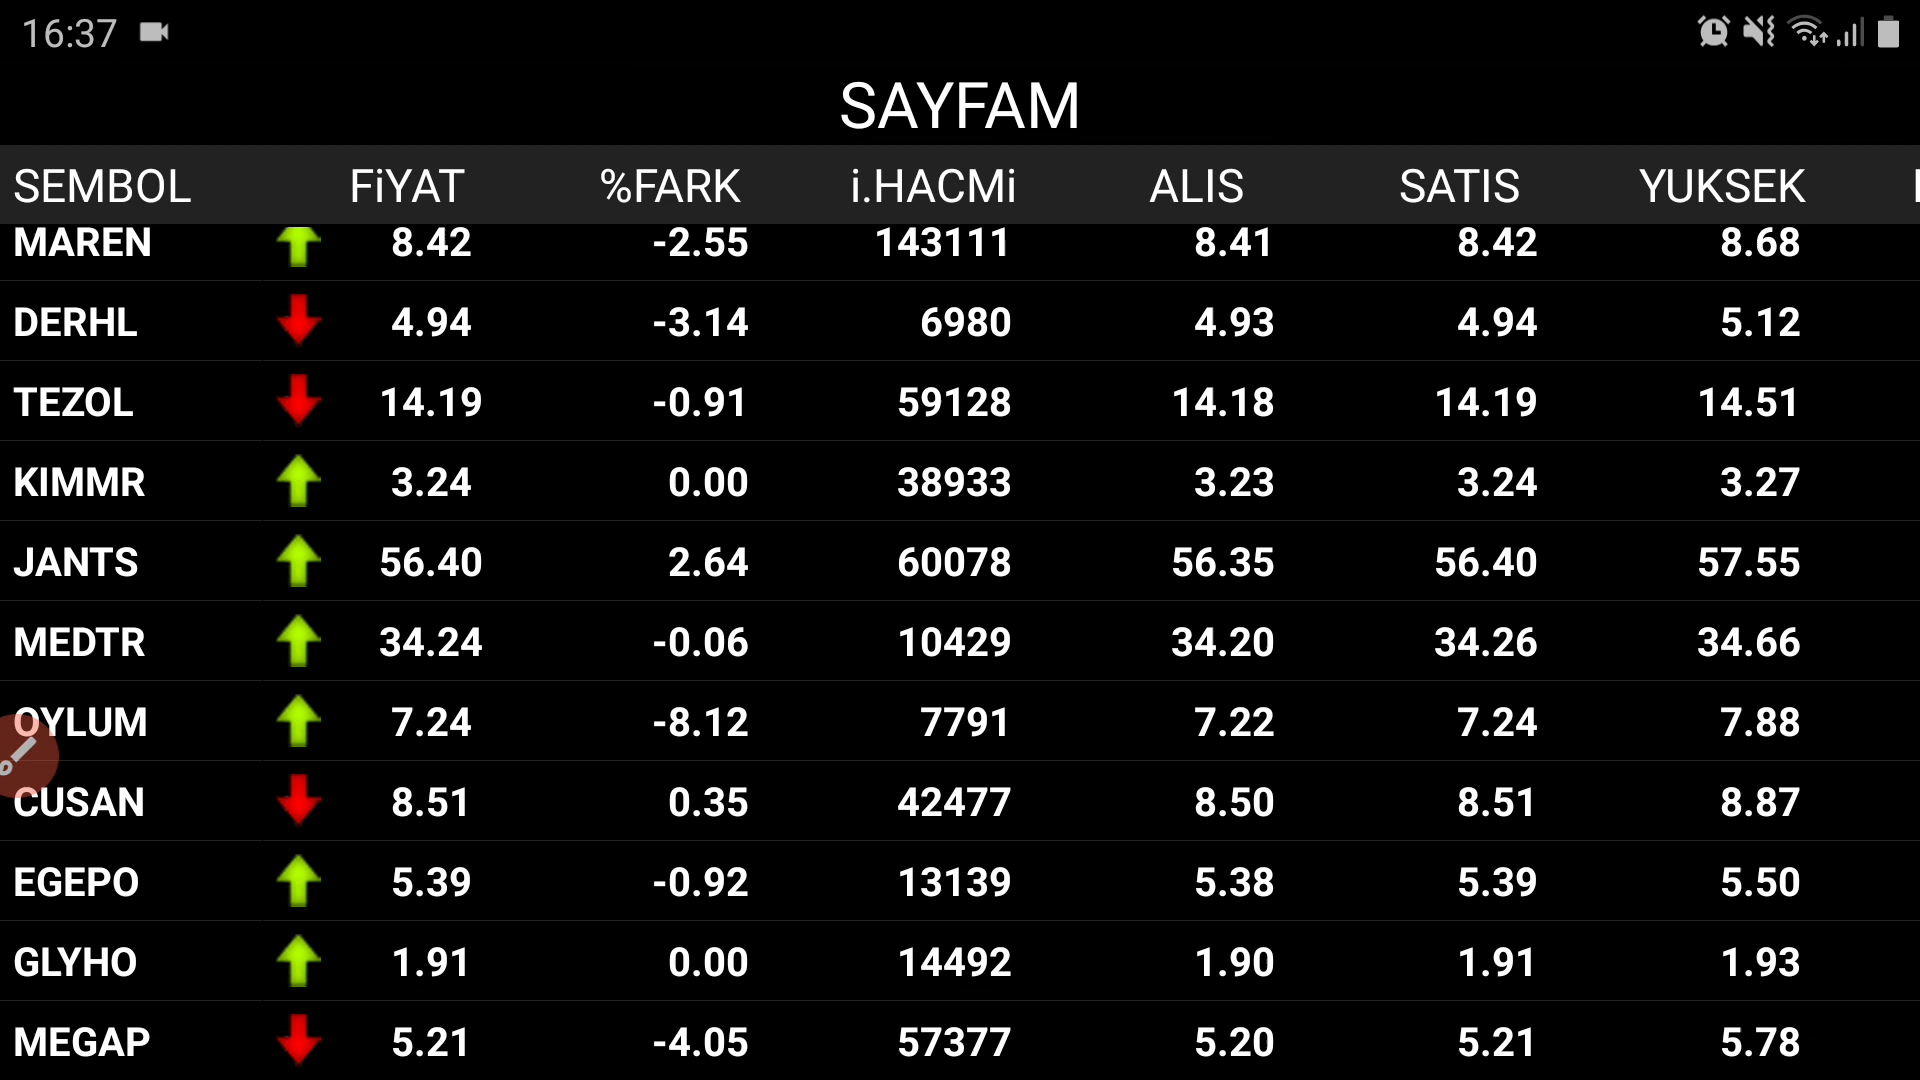 16:37
SAYFAM
SEMBOL FiYAT %FARK i.HACMi ALIS SATIS YUKSEK
MAREN 8.42 -2.55 143111 8.41 8.42 8.68
DERHL 4.94 -3.14 6980 4.93 4.94 5.12
TEZOL 14.19 -0.91 59128 14.18 14.19 14.51
KIMMR 3.24 0.00 38933 3.23 3.24 3.27
JANTS 56.40 2.64 60078 56.35 56.40 57.55
MEDTR 34.24 -0.06 10429 34.20 34.26 34.66
OYLUM 7.24 -8.12 7791 7.22 7.24 7.88
CUSAN 8.51 0.35 42477 8.50 8.51 8.87
EGEPO 5.39 -0.92 13139 5.38 5.39 5.50
GLYHO 1.91 0.00 14492 1.90 1.91 1.93
MEGAP 5.21 -4.05 57377 5.20 5.21 5.78